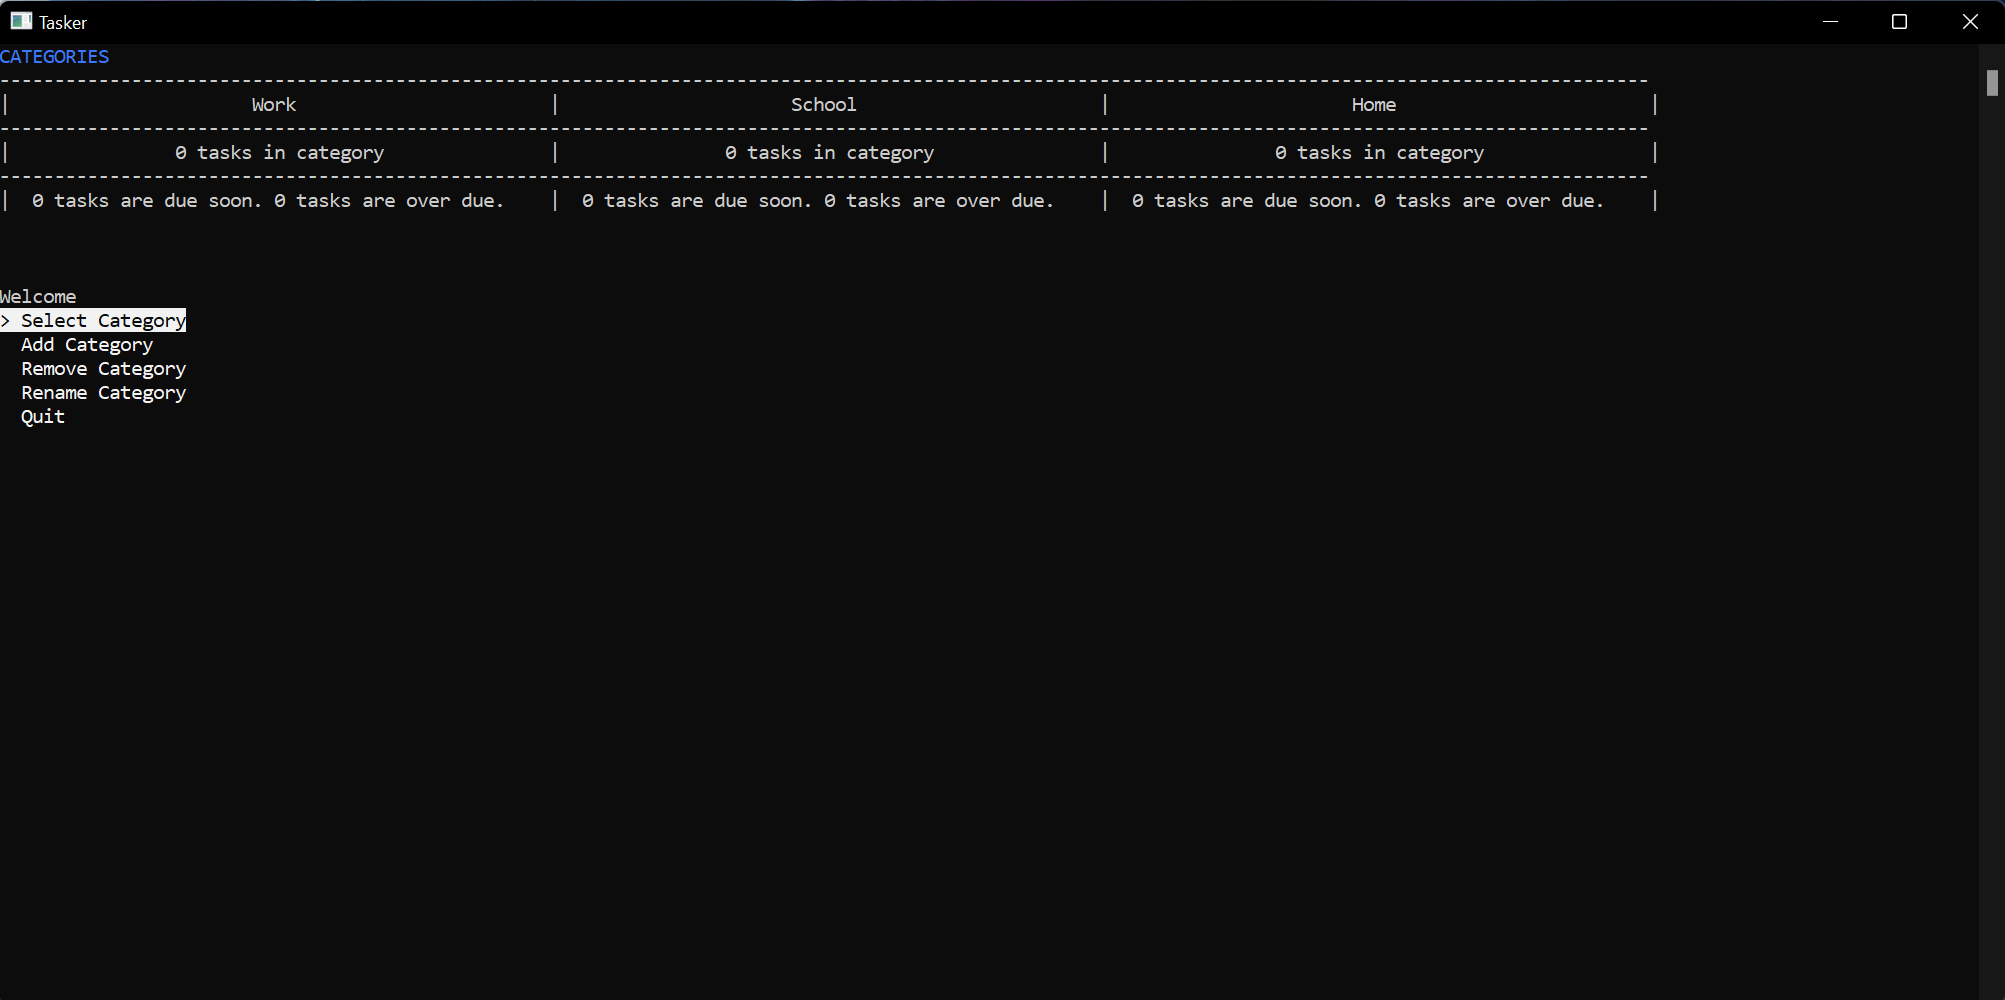 Tasker
CATEGORIES
---------------------------------------------------------------------------------------------------------------------------------------------------
| Work | School | Home |
---------------------------------------------------------------------------------------------------------------------------------------------------
| 0 tasks in category | 0 tasks in category | 0 tasks in category |
---------------------------------------------------------------------------------------------------------------------------------------------------
| 0 tasks are due soon. 0 tasks are over due. | 0 tasks are due soon. 0 tasks are over due. | 0 tasks are due soon. 0 tasks are over due. |
Welcome
> Select Category
Add Category
Remove Category
Rename Category
Quit